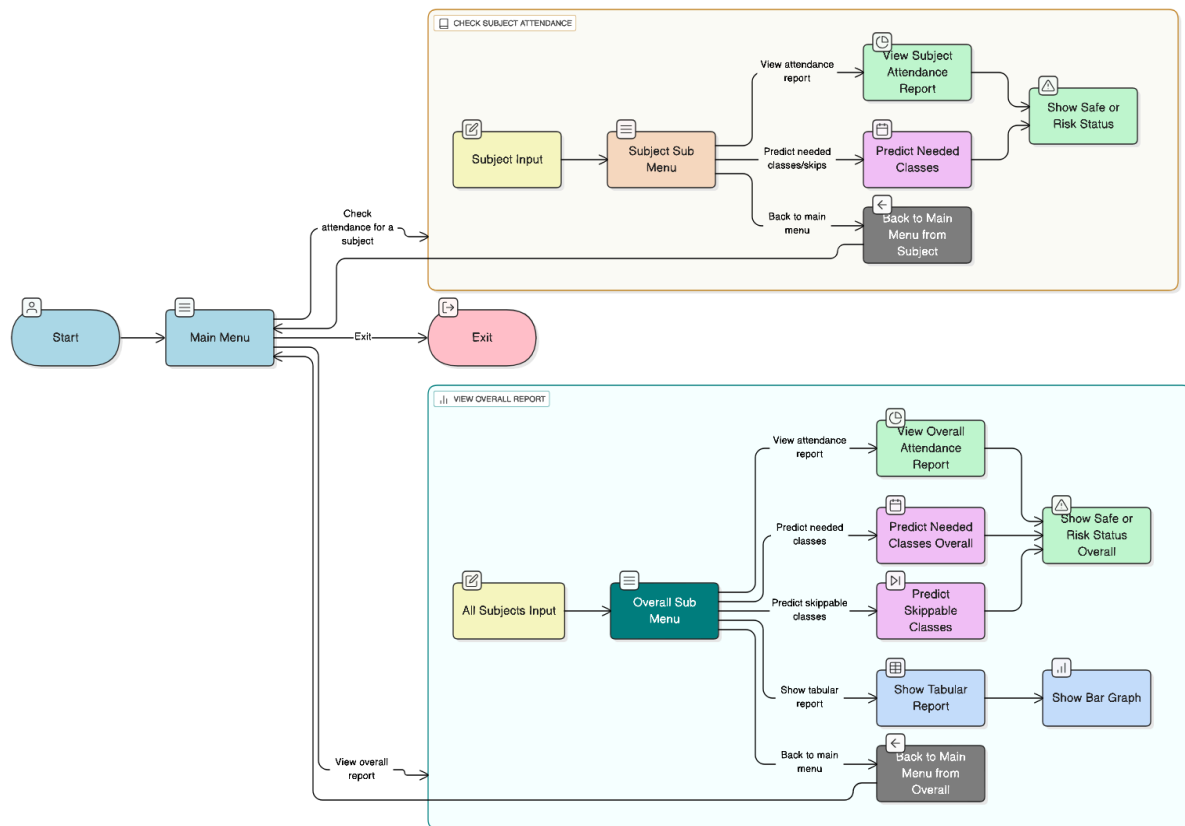 CHECK SUBJECT ATTENDANCE
View attendance
report
View Subject
Attendance
Report
Show Safe or
Risk Status
Subject Input
Subject Sub
Menu
Predict needed
classes/skips
Predict Needed
Classes
Back to main
menu
Back to Main
Menu from
Subject
Check
attendance for a
subject
Start
Main Menu
Exit
Exit
VIEW OVERALL REPORT
View attendance
report
View Overall
Attendance
Report
Predict needed
classes
Predict Needed
Classes Overall
Show Safe or
Risk Status
Overall
All Subjects Input
Overall Sub
Menu
Predict skippable
classes
Predict
Skippable
Classes
Show tabular
report
Show Tabular
Report
Show Bar Graph
Back to main
menu
Back to Main
Menu from
Overall
View overall
report